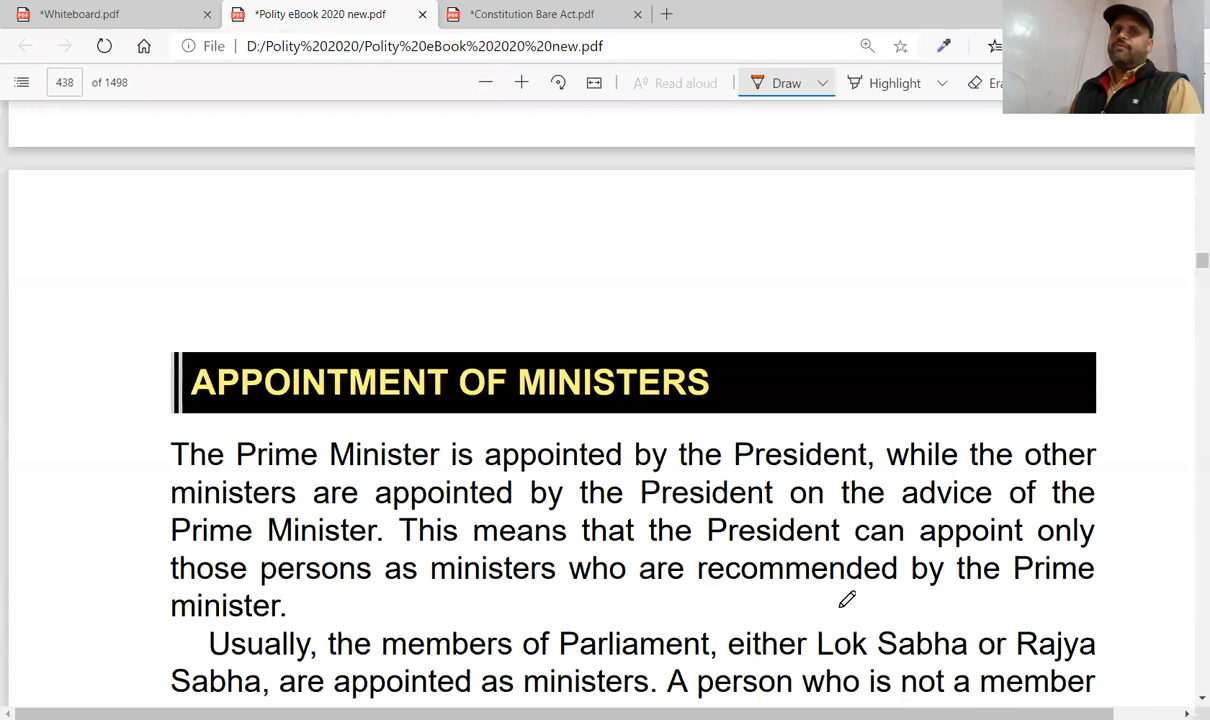 *Whiteboard.pdf
*Polity eBook 2020 new.pdf
*Constitution Bare Act.pdf
File D:/Polity%202020/Polity%20eBook%202020%20new.pdf
438 of 1498
Read aloud
Draw
Highlight
Era
APPOINTMENT OF MINISTERS
The Prime Minister is appointed by the President, while the other
ministers are appointed by the President on the advice of the
Prime Minister. This means that the President can appoint only
those persons as ministers who are recommended by the Prime
minister.
Usually, the members of Parliament, either Lok Sabha or Rajya
Sabha, are appointed as ministers. A person who is not a member